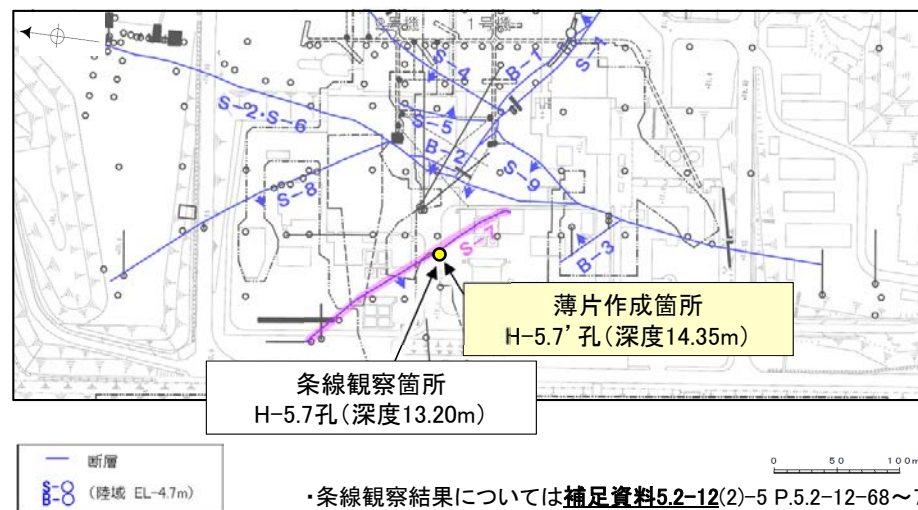 1号機
S-4
B-1
S-1
S-2・S-6
S-5
B-2
S-9
S-8
S-7
B-3
薄片作成箇所
H-5.7’孔(深度14.35m)
条線観察箇所
H-5.7孔(深度13.20m)
断層
S-○
B-○ (陸域 EL-4.7m)
0 50 100m
・条線観察結果については補足資料5.2-12(2)-5 P.5.2-12-68~